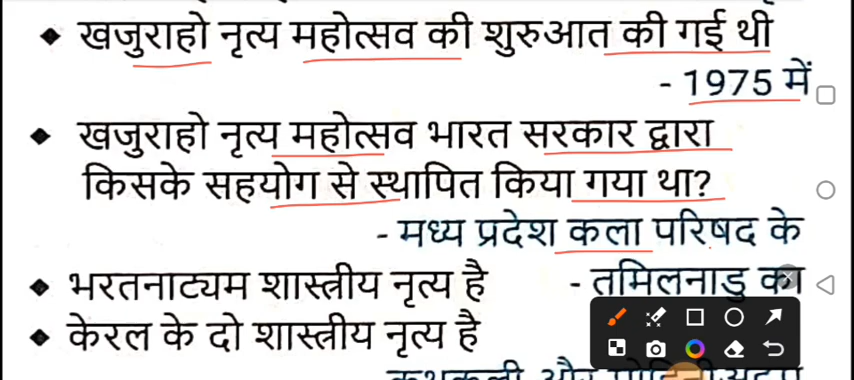 ◆ खजुराहो नृत्य महोत्सव की शुरुआत की गई थी
- 1975 में
◆ खजुराहो नृत्य महोत्सव भारत सरकार द्वारा
किसके सहयोग से स्थापित किया गया था?
- मध्य प्रदेश कला परिषद के
◆ भरतनाट्यम शास्त्रीय नृत्य है - तमिलनाडु का
◆ केरल के दो शास्त्रीय नृत्य है